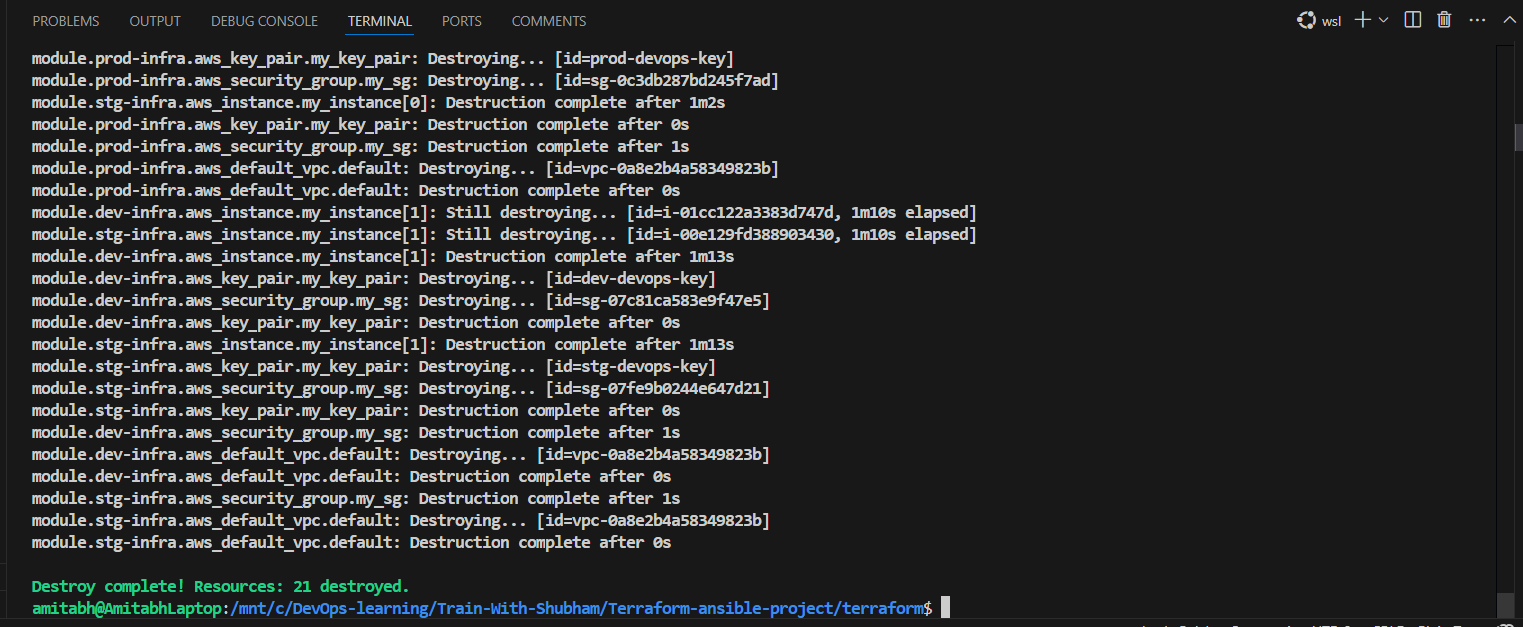 PROBLEMS OUTPUT DEBUG CONSOLE TERMINAL PORTS COMMENTS wsl
module.prod-infra.aws_key_pair.my_key_pair: Destroying... [id=prod-devops-key]
module.prod-infra.aws_security_group.my_sg: Destroying... [id=sg-0c3db287bd245f7ad]
module.stg-infra.aws_instance.my_instance[0]: Destruction complete after 1m2s
module.prod-infra.aws_key_pair.my_key_pair: Destruction complete after 0s
module.prod-infra.aws_security_group.my_sg: Destruction complete after 1s
module.prod-infra.aws_default_vpc.default: Destroying... [id=vpc-0a8e2b4a58349823b]
module.prod-infra.aws_default_vpc.default: Destruction complete after 0s
module.dev-infra.aws_instance.my_instance[1]: Still destroying... [id=i-01cc122a3383d747d, 1m10s elapsed]
module.stg-infra.aws_instance.my_instance[1]: Still destroying... [id=i-00e129fd388903430, 1m10s elapsed]
module.dev-infra.aws_instance.my_instance[1]: Destruction complete after 1m13s
module.dev-infra.aws_key_pair.my_key_pair: Destroying... [id=dev-devops-key]
module.dev-infra.aws_security_group.my_sg: Destroying... [id=sg-07c81ca583e9f47e5]
module.dev-infra.aws_key_pair.my_key_pair: Destruction complete after 0s
module.stg-infra.aws_instance.my_instance[1]: Destruction complete after 1m13s
module.stg-infra.aws_key_pair.my_key_pair: Destroying... [id=stg-devops-key]
module.stg-infra.aws_security_group.my_sg: Destroying... [id=sg-07fe9b0244e647d21]
module.stg-infra.aws_key_pair.my_key_pair: Destruction complete after 0s
module.dev-infra.aws_security_group.my_sg: Destruction complete after 1s
module.dev-infra.aws_default_vpc.default: Destroying... [id=vpc-0a8e2b4a58349823b]
module.dev-infra.aws_default_vpc.default: Destruction complete after 0s
module.stg-infra.aws_security_group.my_sg: Destruction complete after 1s
module.stg-infra.aws_default_vpc.default: Destroying... [id=vpc-0a8e2b4a58349823b]
module.stg-infra.aws_default_vpc.default: Destruction complete after 0s
Destroy complete! Resources: 21 destroyed.
amitabh@AmitabhLaptop:/mnt/c/DevOps-learning/Train-With-Shubham/Terraform-ansible-project/terraform$